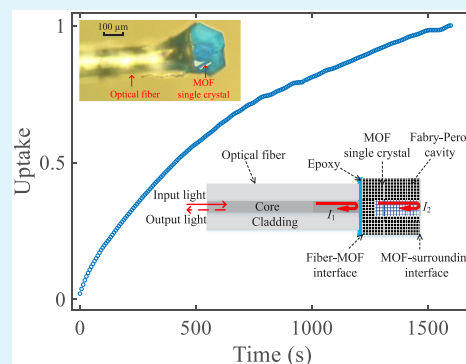 1
100 μm
MOF
single crystal
Optical fiber
Uptake
0.5
MOF
single crystal
Fabry-Pero
cavity
Optical fiber
Epoxy
Input light
Output light
Core
Cladding
I₁
I₂
Fiber-MOF
interface
MOF-surroundin
interface
0
0
500
1000
1500
Time (s)